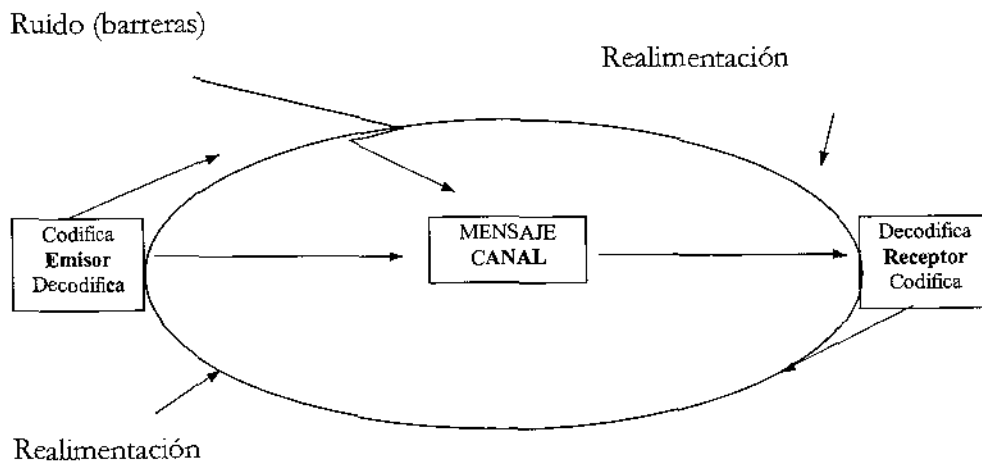 Ruido (barreras)
Realimentación
Codifica
Emisor
Decodifica
MENSAJE
CANAL
Decodifica
Receptor
Codifica
Realimentación